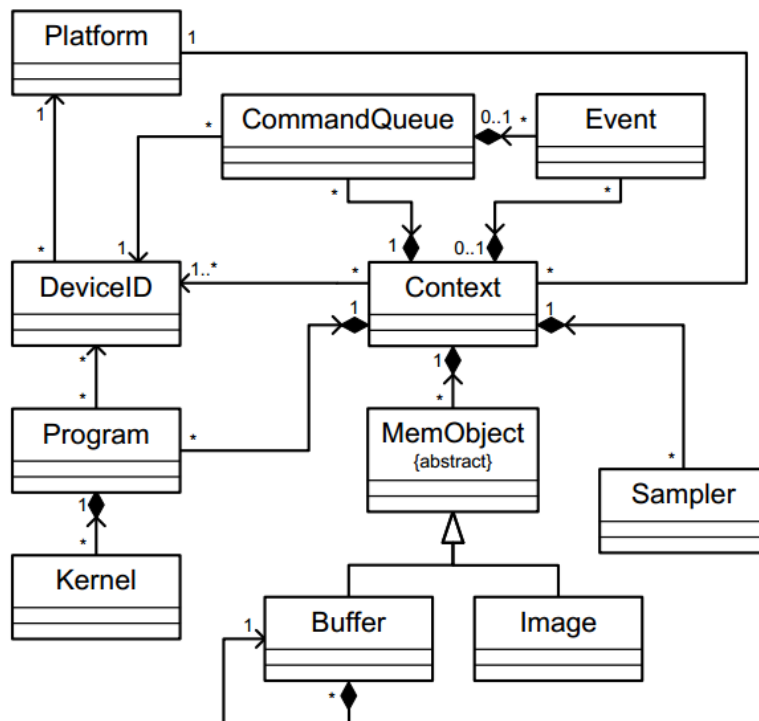 Platform
1
1
*
CommandQueue
0..1
*
Event
*
*
*
1
1
0..1
*
DeviceID
1..*
*
Context
1
1
*
*
1
*
Program
*
MemObject
{abstract}
*
Sampler
1
*
Kernel
1
Buffer
Image
*